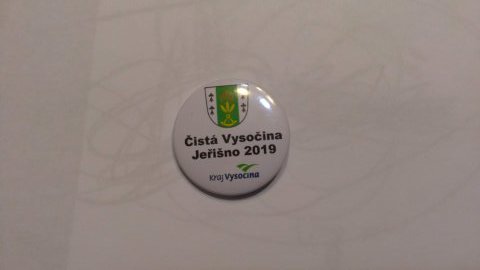 Čistá Vysočina
Jeřišno 2019
Kraj Vysočina